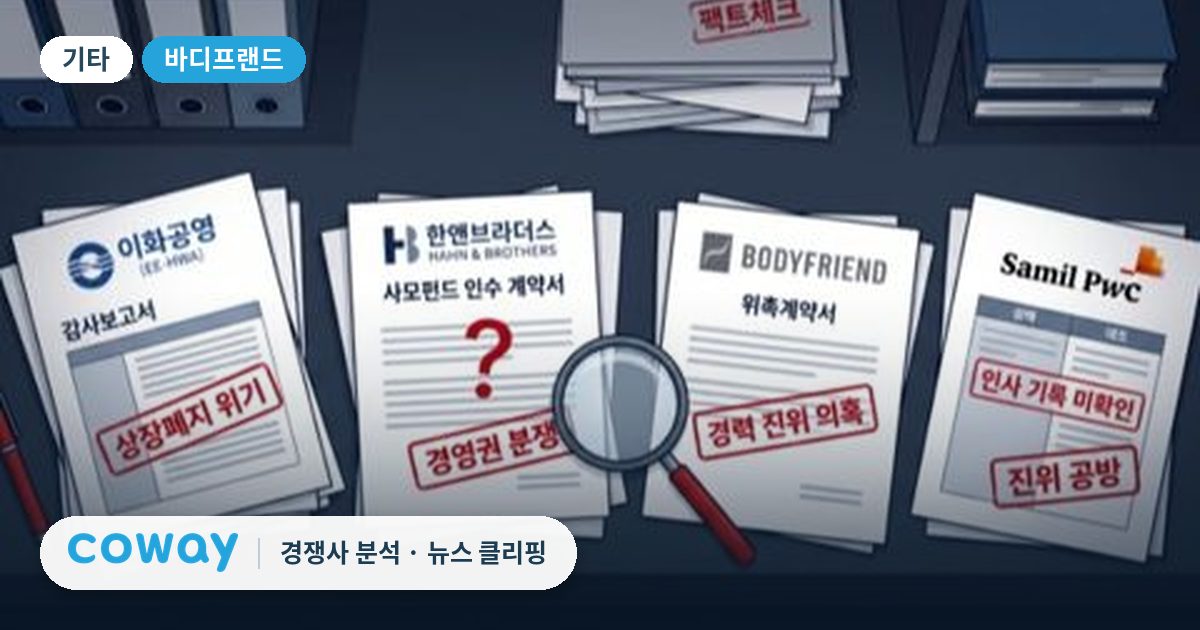 팩트체크
기타
바디프랜드
이화공영
(EE-HWA)
감사보고서
상장폐지 위기
한앤브라더스
HAHN & BROTHERS
사모펀드 인수 계약서
?
경영권 분쟁
BODYFRIEND
위촉계약서
경력 진위 의혹
Samil PwC
인사 기록 미확인
진위 공방
coway
경쟁사 분석 · 뉴스 클리핑